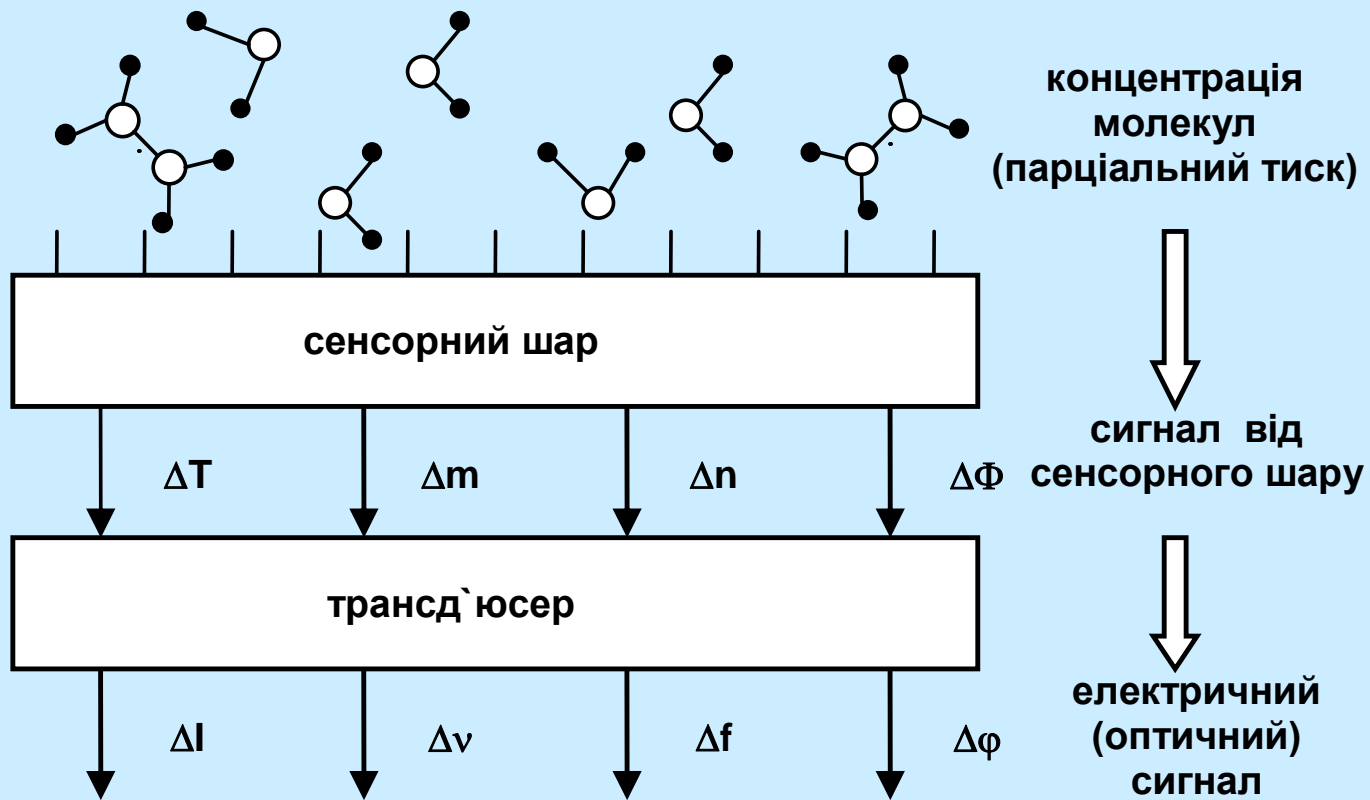 концентрація
молекул
(парціальний тиск)
сенсорний шар
сигнал від
сенсорного шару
ΔT Δm Δn ΔΦ
трансд`юсер
електричний
(оптичний)
сигнал
ΔI Δν Δf Δφ